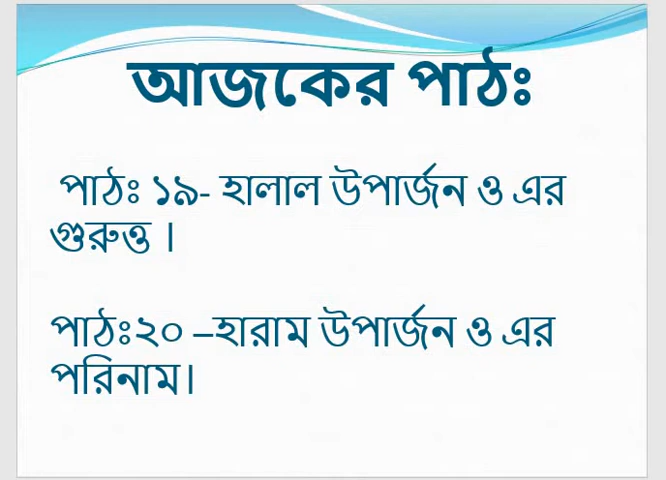 আজকের পাঠঃ
পাঠঃ ১৯- হালাল উপার্জন ও এর
গুরুত্ত ।
পাঠঃ২০ –হারাম উপার্জন ও এর
পরিনাম।